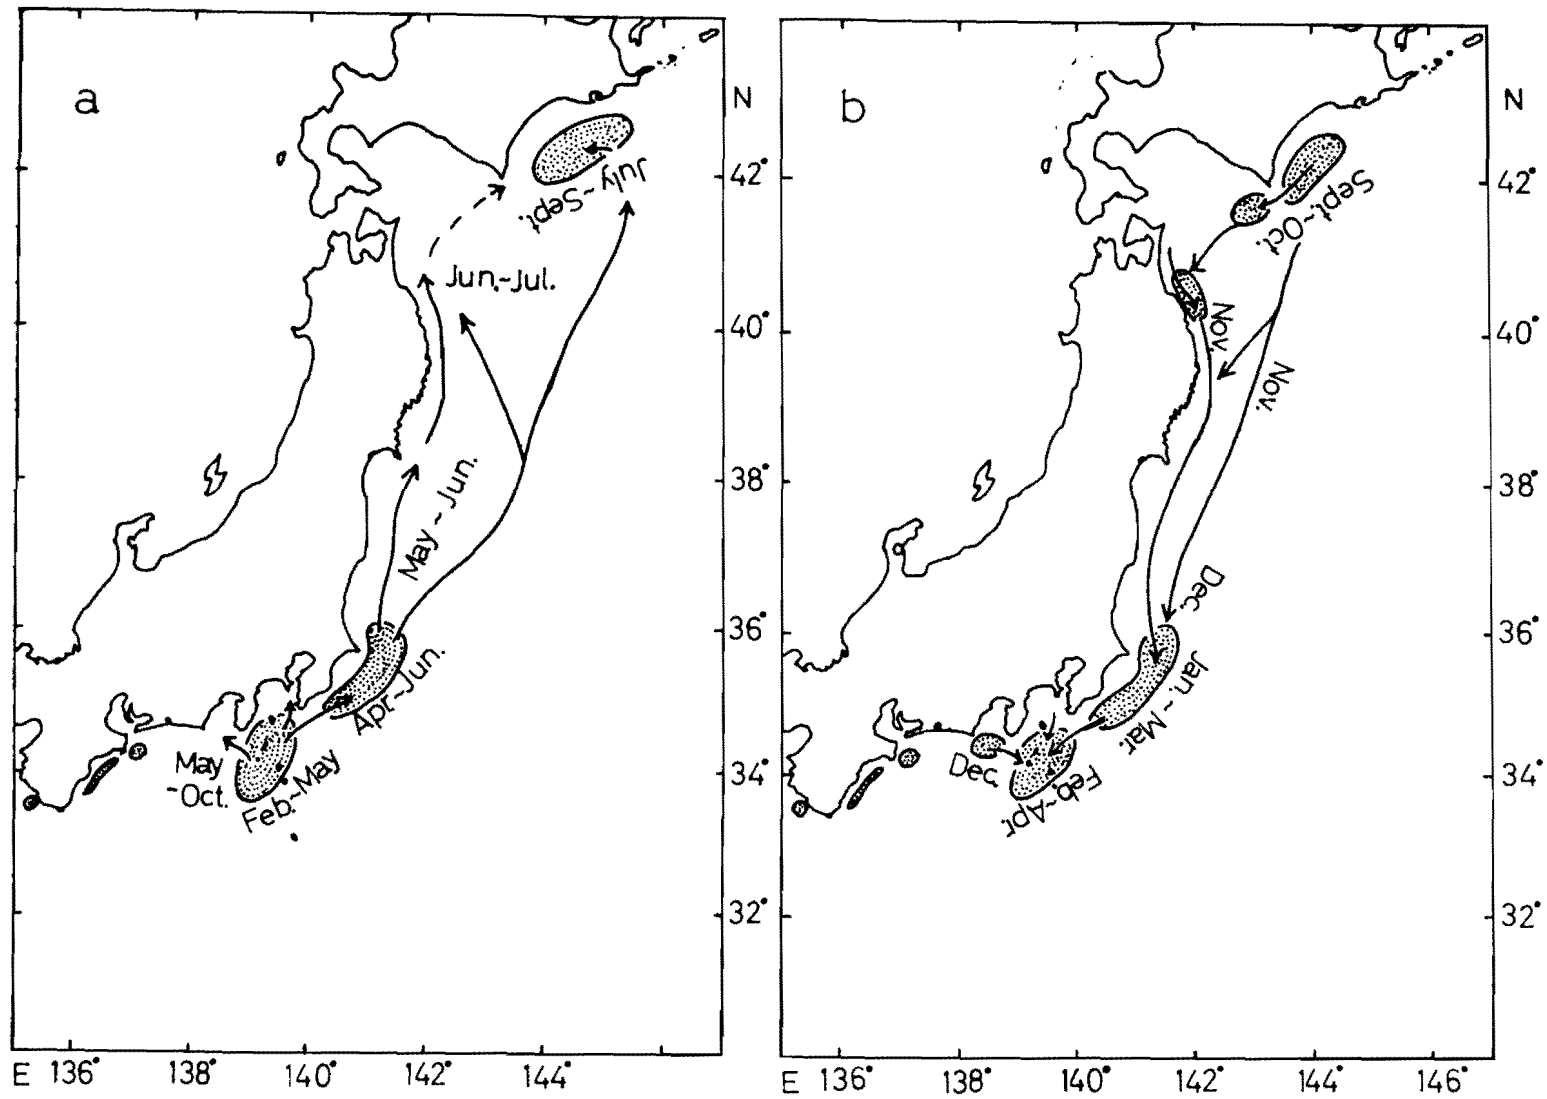 a
N
42°
July~Sept.
Jun.~Jul.
40°
38°
May ~ Jun.
36°
Apr.~Jun.
May
-Oct.
Feb.~May
34°
32°
E 136° 138° 140° 142° 144°
b
N
42°
Sept.~Oct.
Nov.
40°
Nov.
38°
Dec.
36°
Jan. ~ Mar.
Dec.
Feb.~Apr.
34°
32°
E 136° 138° 140° 142° 144° 146°